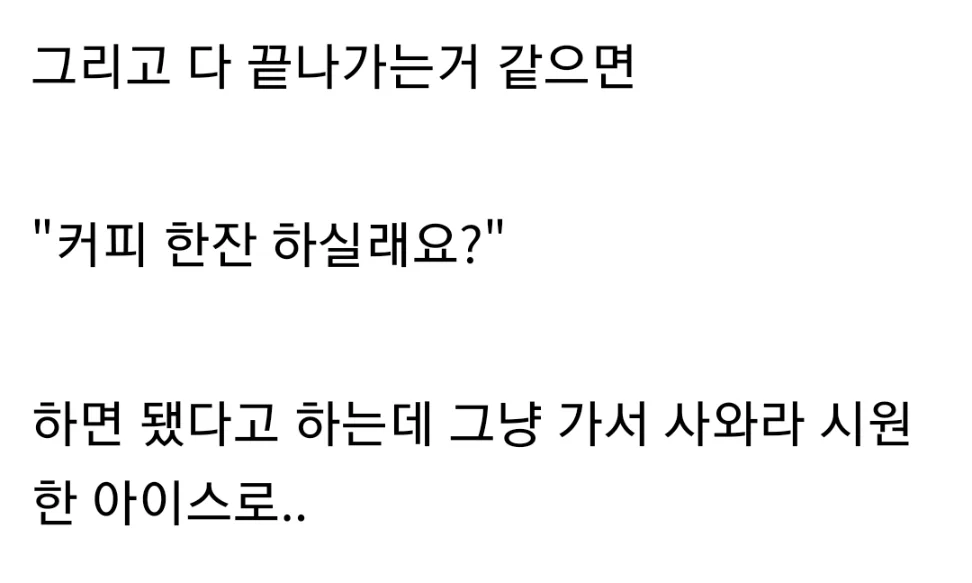 그리고 다 끝나가는거 같으면
"커피 한잔 하실래요?"
하면 됐다고 하는데 그냥 가서 사와라 시원
한 아이스로..